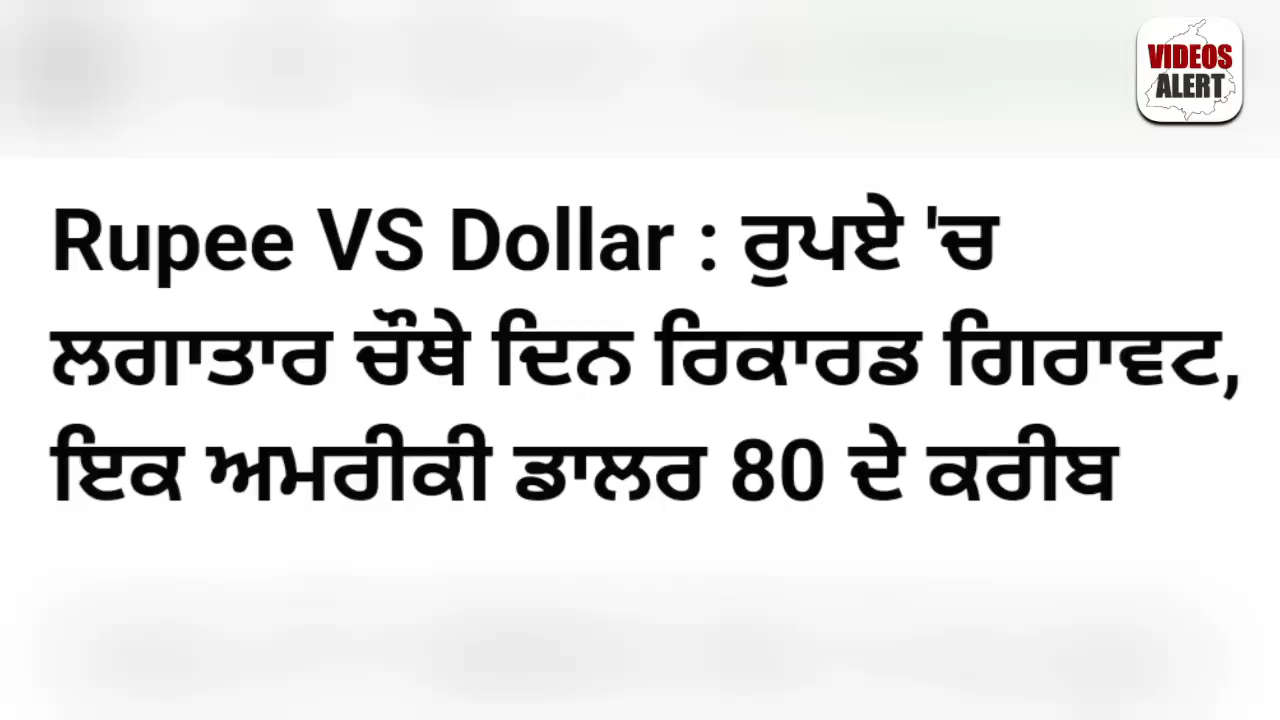 VIDEOS
ALERT
Rupee VS Dollar : ਰੁਪਏ 'ਚ
ਲਗਾਤਾਰ ਚੌਥੇ ਦਿਨ ਰਿਕਾਰਡ ਗਿਰਾਵਟ,
ਇਕ ਅਮਰੀਕੀ ਡਾਲਰ 80 ਦੇ ਕਰੀਬ